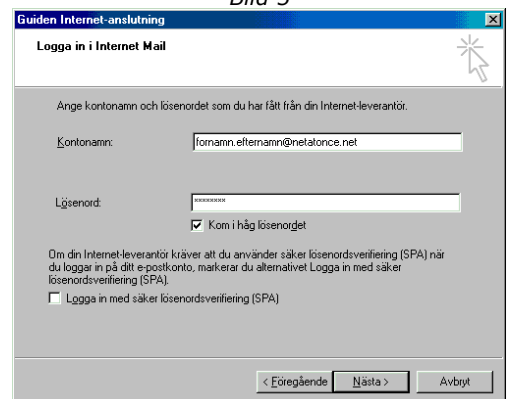 Guiden Internet-anslutning
Logga in i Internet Mail
Ange kontonamn och lösenordet som du har fått från din Internet-leverantör.
Kontonamn:
fornamn.efternamn@netatonce.net
Lösenord:
××××××××
Kom i håg lösenordet
Om din Internet-leverantör kräver att du använder säker lösenordsverifiering (SPA) när
du loggar in på ditt e-postkonto, markerar du alternativet Logga in med säker
lösenordsverifiering (SPA).
Logga in med säker lösenordsverifiering (SPA)
< Föregående
Nästa >
Avbryt